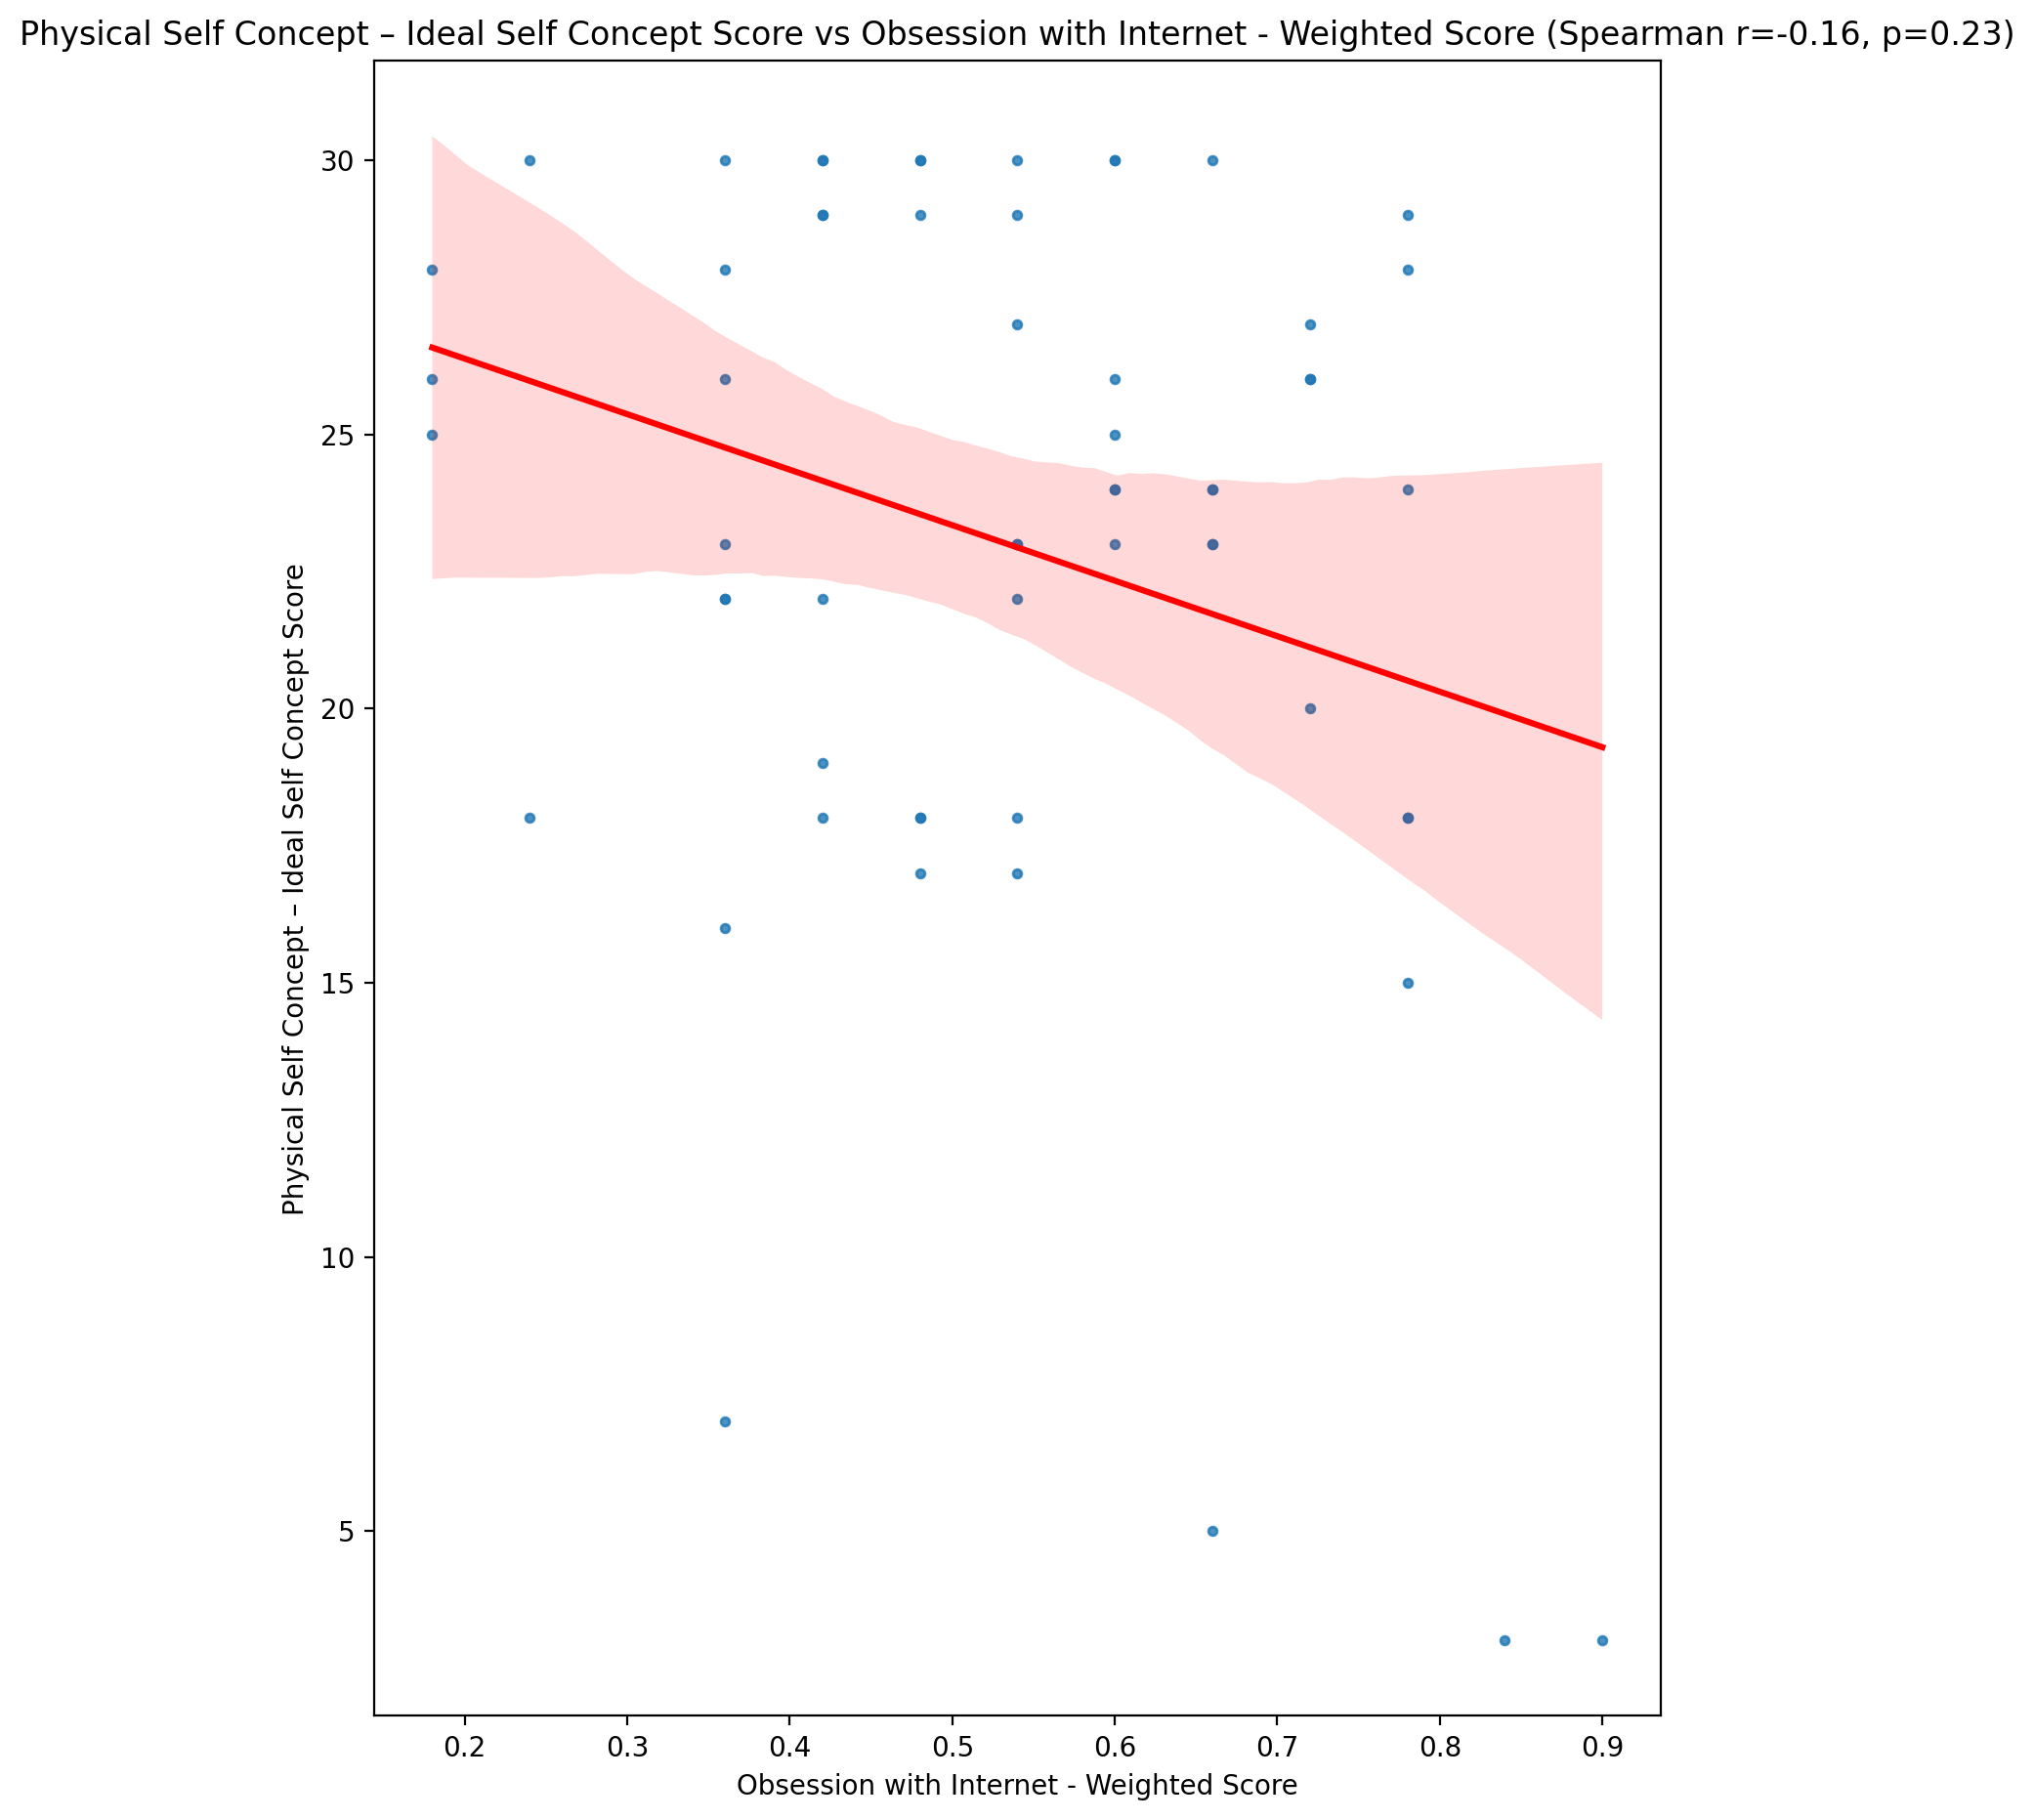 Physical Self Concept – Ideal Self Concept Score vs Obsession with Internet - Weighted Score (Spearman r=-0.16, p=0.23)
Physical Self Concept – Ideal Self Concept Score
30
25
20
15
10
5
0.2 0.3 0.4 0.5 0.6 0.7 0.8 0.9
Obsession with Internet - Weighted Score